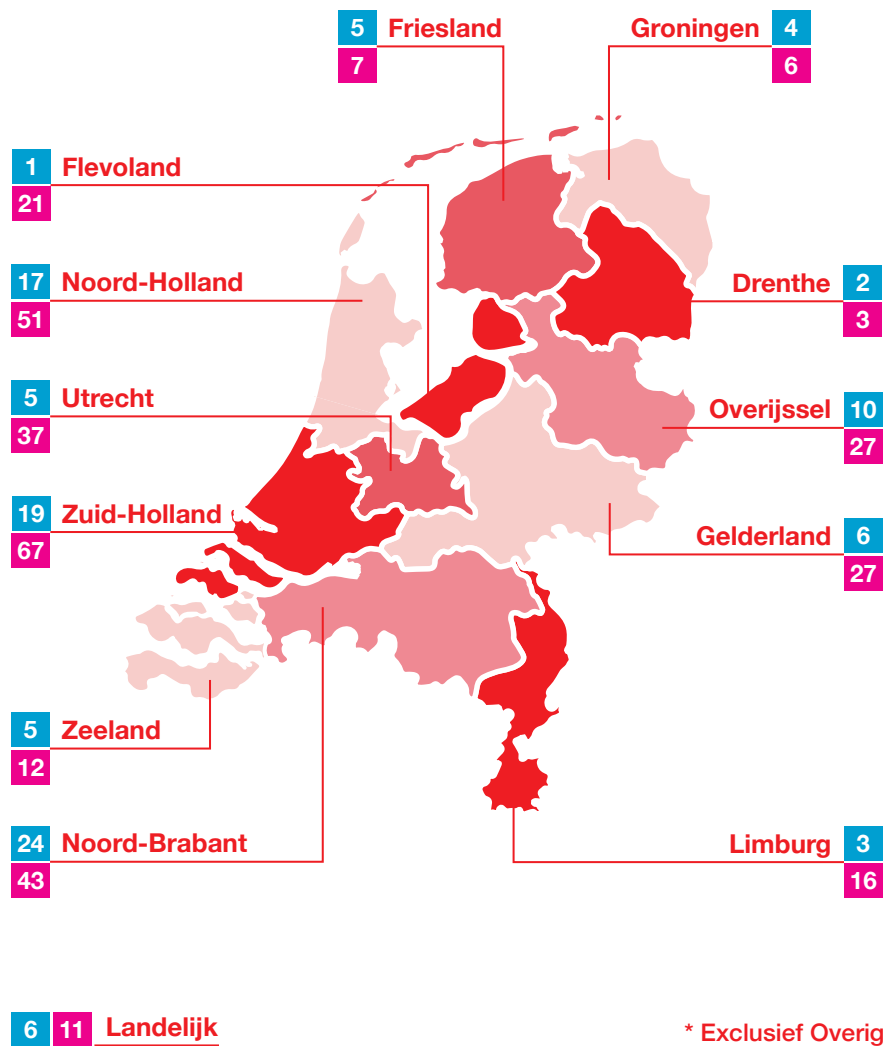 5 Friesland
7
Groningen 4
6
1 Flevoland
21
17 Noord-Holland
51
Drenthe 2
3
5 Utrecht
37
Overijssel 10
27
19 Zuid-Holland
67
Gelderland 6
27
5 Zeeland
12
24 Noord-Brabant
43
Limburg 3
16
6 11 Landelijk
* Exclusief Overig